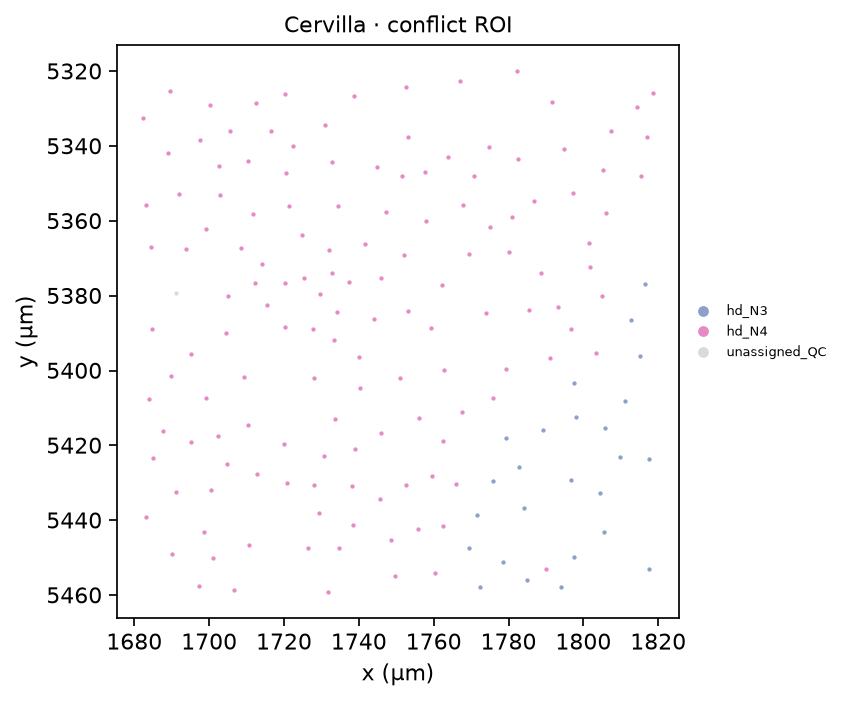 Cervilla · conflict ROI
5320
5340
5360
5380
5400
5420
5440
5460
y (µm)
1680 1700 1720 1740 1760 1780 1800 1820
x (µm)
hd_N3
hd_N4
unassigned_QC